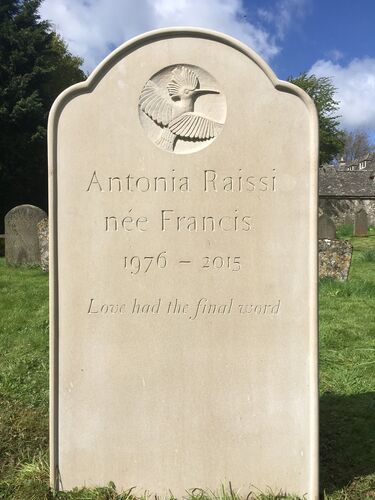 Antonia Raissi
née Francis
1976 – 2015
Love had the final word